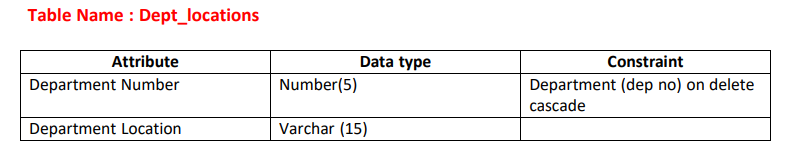 Table Name : Dept_locations
Attribute Data type Constraint
Department Number Number(5) Department (dep no) on delete
cascade
Department Location Varchar (15)